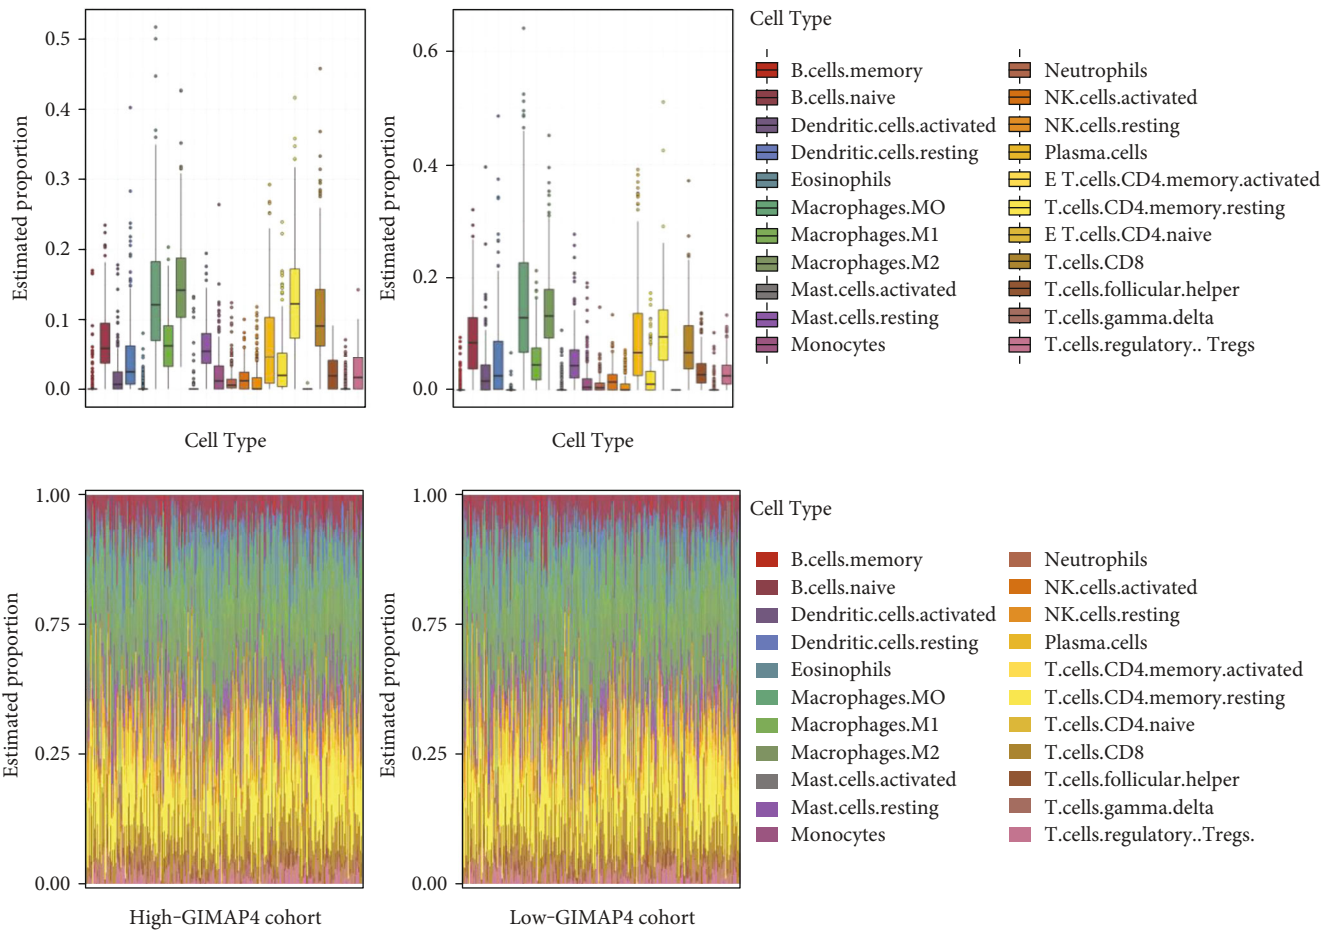 Estimated proportion
0.5
0.4
0.3
0.2
0.1
0.0
Cell Type
Estimated proportion
0.6
0.4
0.2
0.0
Cell Type
Cell Type
B.cells.memory
B.cells.naive
Dendritic.cells.activated
Dendritic.cells.resting
Eosinophils
Macrophages.MO
Macrophages.M1
Macrophages.M2
Mast.cells.activated
Mast.cells.resting
Monocytes
Neutrophils
NK.cells.activated
NK.cells.resting
Plasma.cells
E T.cells.CD4.memory.activated
T.cells.CD4.memory.resting
E T.cells.CD4.naive
T.cells.CD8
T.cells.follicular.helper
T.cells.gamma.delta
T.cells.regulatory.. Tregs
Estimated proportion
1.00
0.75
0.25
0.00
High-GIMAP4 cohort
Estimated proportion
1.00
0.75
0.25
0.00
Low-GIMAP4 cohort
Cell Type
B.cells.memory
B.cells.naive
Dendritic.cells.activated
Dendritic.cells.resting
Eosinophils
Macrophages.MO
Macrophages.M1
Macrophages.M2
Mast.cells.activated
Mast.cells.resting
Monocytes
Neutrophils
NK.cells.activated
NK.cells.resting
Plasma.cells
T.cells.CD4.memory.activated
T.cells.CD4.memory.resting
T.cells.CD4.naive
T.cells.CD8
T.cells.follicular.helper
T.cells.gamma.delta
T.cells.regulatory..Tregs.